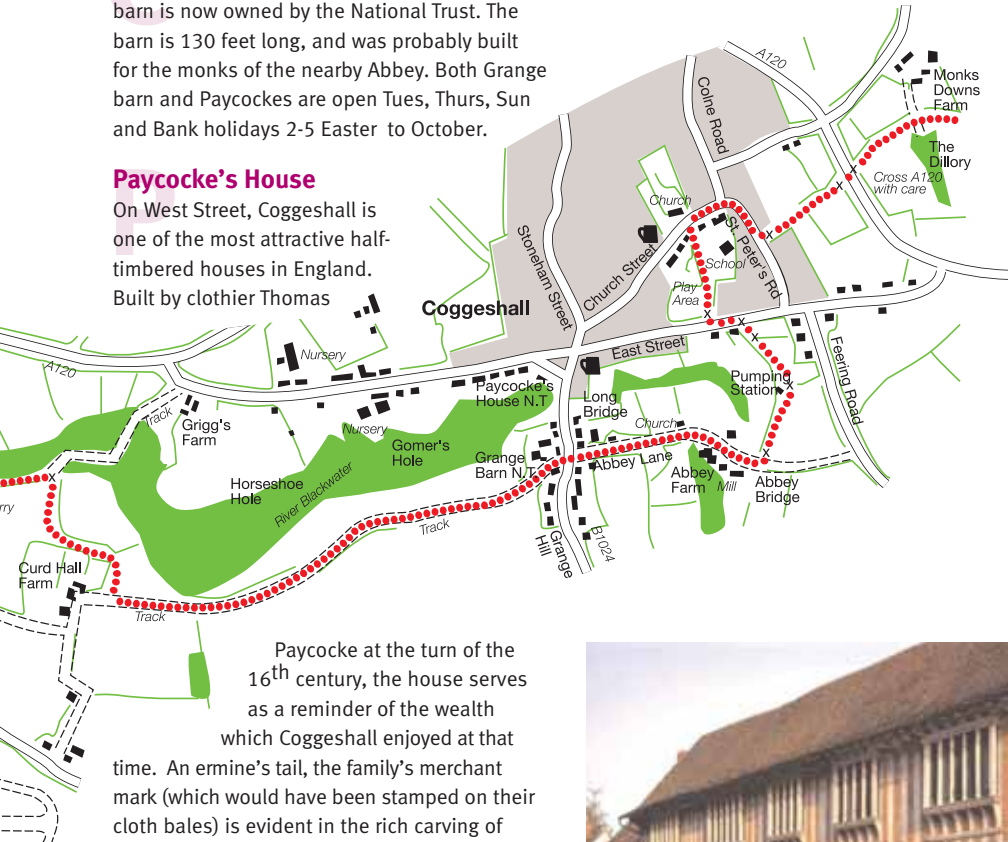 barn is now owned by the National Trust. The
barn is 130 feet long, and was probably built
for the monks of the nearby Abbey. Both Grange
barn and Paycockes are open Tues, Thurs, Sun
and Bank holidays 2-5 Easter to October.
Paycocke's House
On West Street, Coggeshall is
one of the most attractive half-
timbered houses in England.
Built by clothier Thomas
A120
Colne Road
Monks
Downs
Farm
The
Dillory
Cross A120
with care
Church
St. Peter's Rd
School
Stoneham Street
Church Street
Play
Area
Coggeshall
East Street
Feering Road
Nursery
A120
Track
Grigg's
Farm
Nursery
Paycocke's
House N.T
Long
Bridge
Pumping
Station
Church
Gomer's
Hole
Grange
Barn N.T
Abbey Lane
Abbey
Farm
Mill
Abbey
Bridge
Horseshoe
Hole
River Blackwater
Track
Grange
Hill
B1024
rry
Curd Hall
Farm
Track
Paycocke at the turn of the
16th century, the house serves
as a reminder of the wealth
which Coggeshall enjoyed at that
time. An ermine's tail, the family's merchant
mark (which would have been stamped on their
cloth bales) is evident in the rich carving of